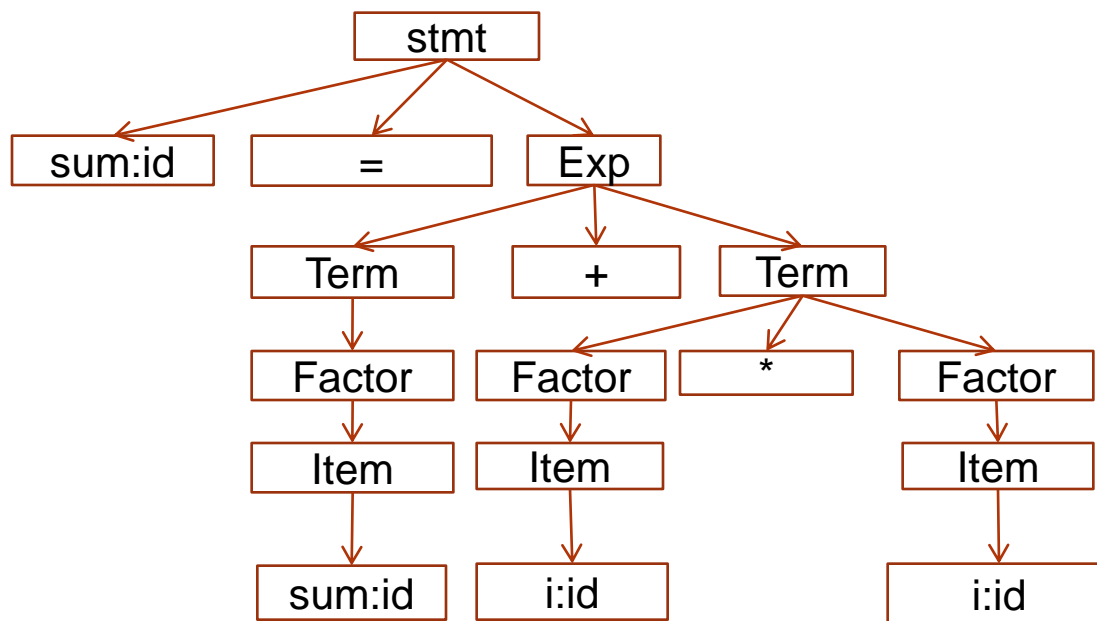 stmt
sum:id
=
Exp
Term
+
Term
Factor
Factor
*
Factor
Item
Item
Item
sum:id
i:id
i:id